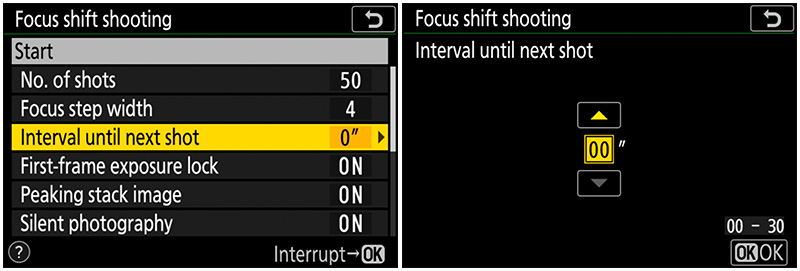 Focus shift shooting
Start
No. of shots 50
Focus step width 4
Interval until next shot 0″
First-frame exposure lock ON
Peaking stack image ON
Silent photography ON
? Interrupt→OK
Focus shift shooting
Interval until next shot
00″
00 – 30
OK OK